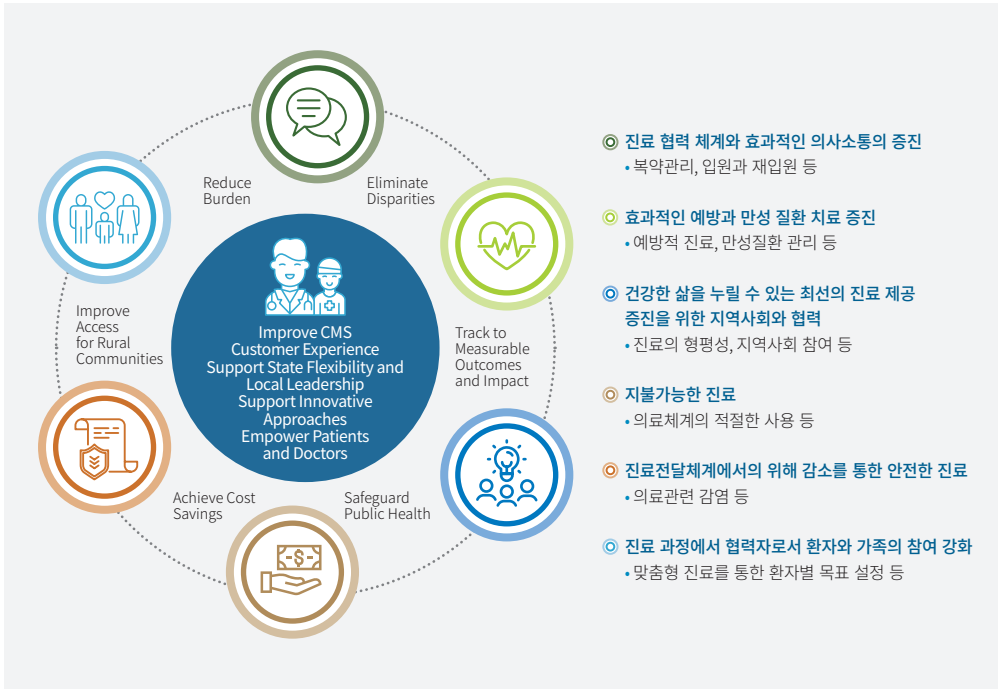 Reduce
Burden
Eliminate
Disparities
Improve
Access
for Rural
Communities
Improve CMS
Customer Experience
Support State Flexibility and
Local Leadership
Support Innovative
Approaches
Empower Patients
and Doctors
Track to
Measurable
Outcomes
and Impact
Achieve Cost
Savings
Safeguard
Public Health
-$-
진료 협력 체계와 효과적인 의사소통의 증진
• 복약관리, 입원과 재입원 등
효과적인 예방과 만성 질환 치료 증진
• 예방적 진료, 만성질환 관리 등
건강한 삶을 누릴 수 있는 최선의 진료 제공
증진을 위한 지역사회와 협력
• 진료의 형평성, 지역사회 참여 등
지불가능한 진료
• 의료체계의 적절한 사용 등
진료전달체계에서의 위해 감소를 통한 안전한 진료
• 의료관련 감염 등
진료 과정에서 협력자로서 환자와 가족의 참여 강화
• 맞춤형 진료를 통한 환자별 목표 설정 등